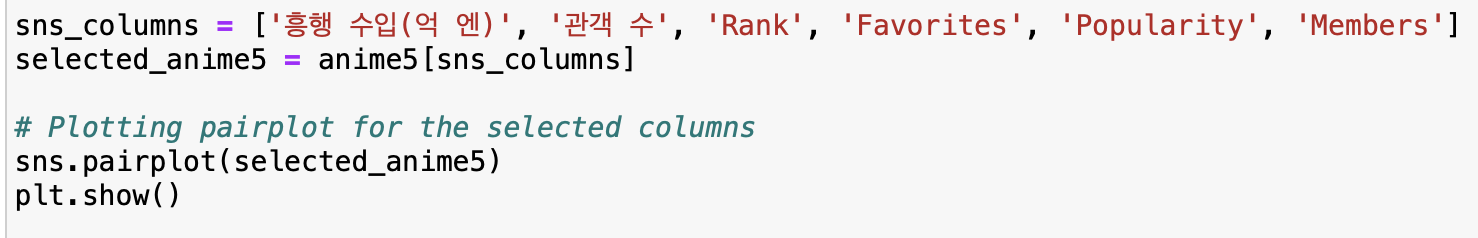 sns_columns = ['흥행 수입(억 엔)', '관객 수', 'Rank', 'Favorites', 'Popularity', 'Members']
selected_anime5 = anime5[sns_columns]
# Plotting pairplot for the selected columns
sns.pairplot(selected_anime5)
plt.show()